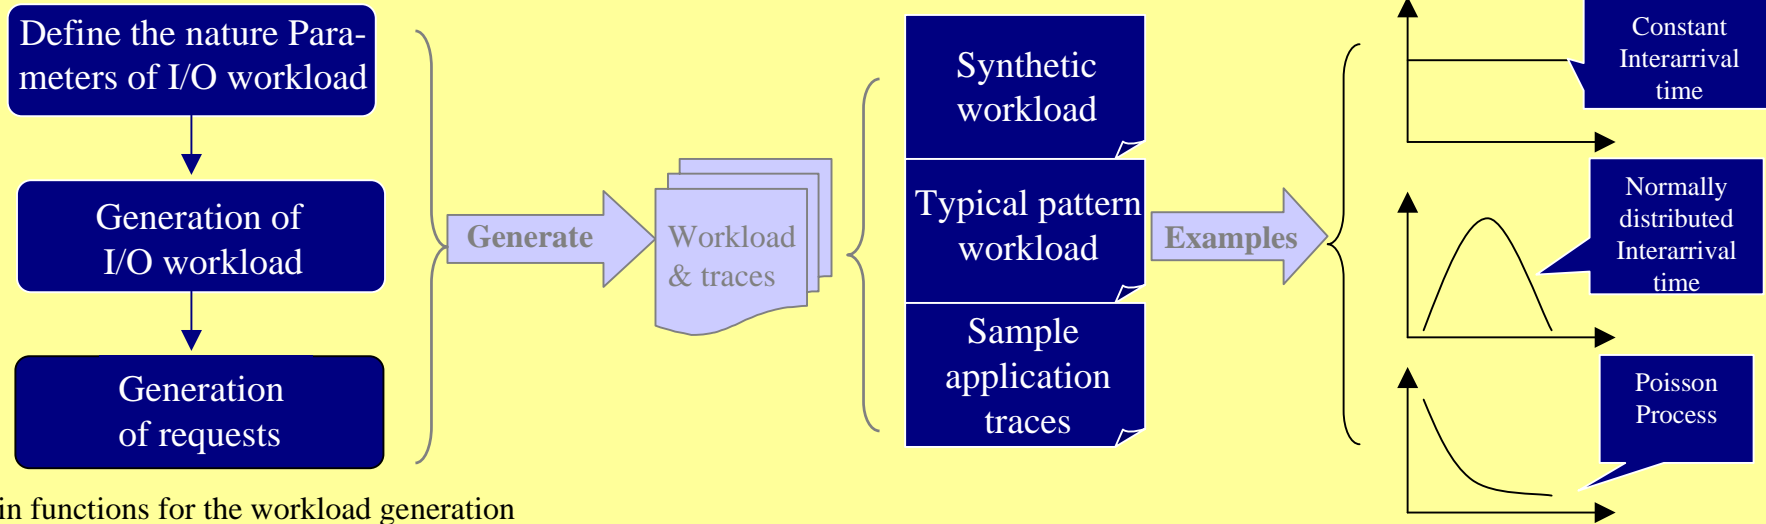 Define the nature Para-
meters of I/O workload
Generation of
I/O workload
Generation
of requests
in functions for the workload generation
Generate
Workload
& traces
Synthetic
workload
Typical pattern
workload
Sample
application
traces
Examples
Constant
Interarrival
time
Normally
distributed
Interarrival
time
Poisson
Process